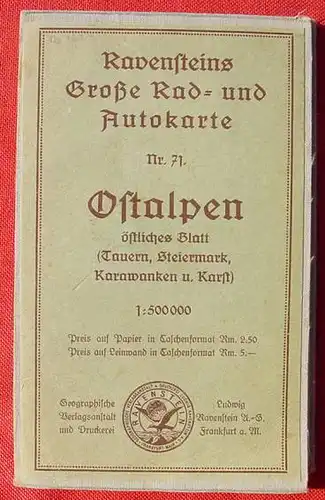 Ravensteins
Große Rad- und
Autokarte
Nr. 71.
Ostalpen
östliches Blatt
(Tauern, Steiermark,
Karawanken u. Karst)
1:500000
Preis auf Papier in Taschenformat Rm. 2.50
Preis auf Leinwand in Taschenformat Rm. 5.—
Geographische
Verlagsanstalt
und Druckerei
RAVENSTEIN
Ludwig
Ravenstein A.-G.
Frankfurt a. M.